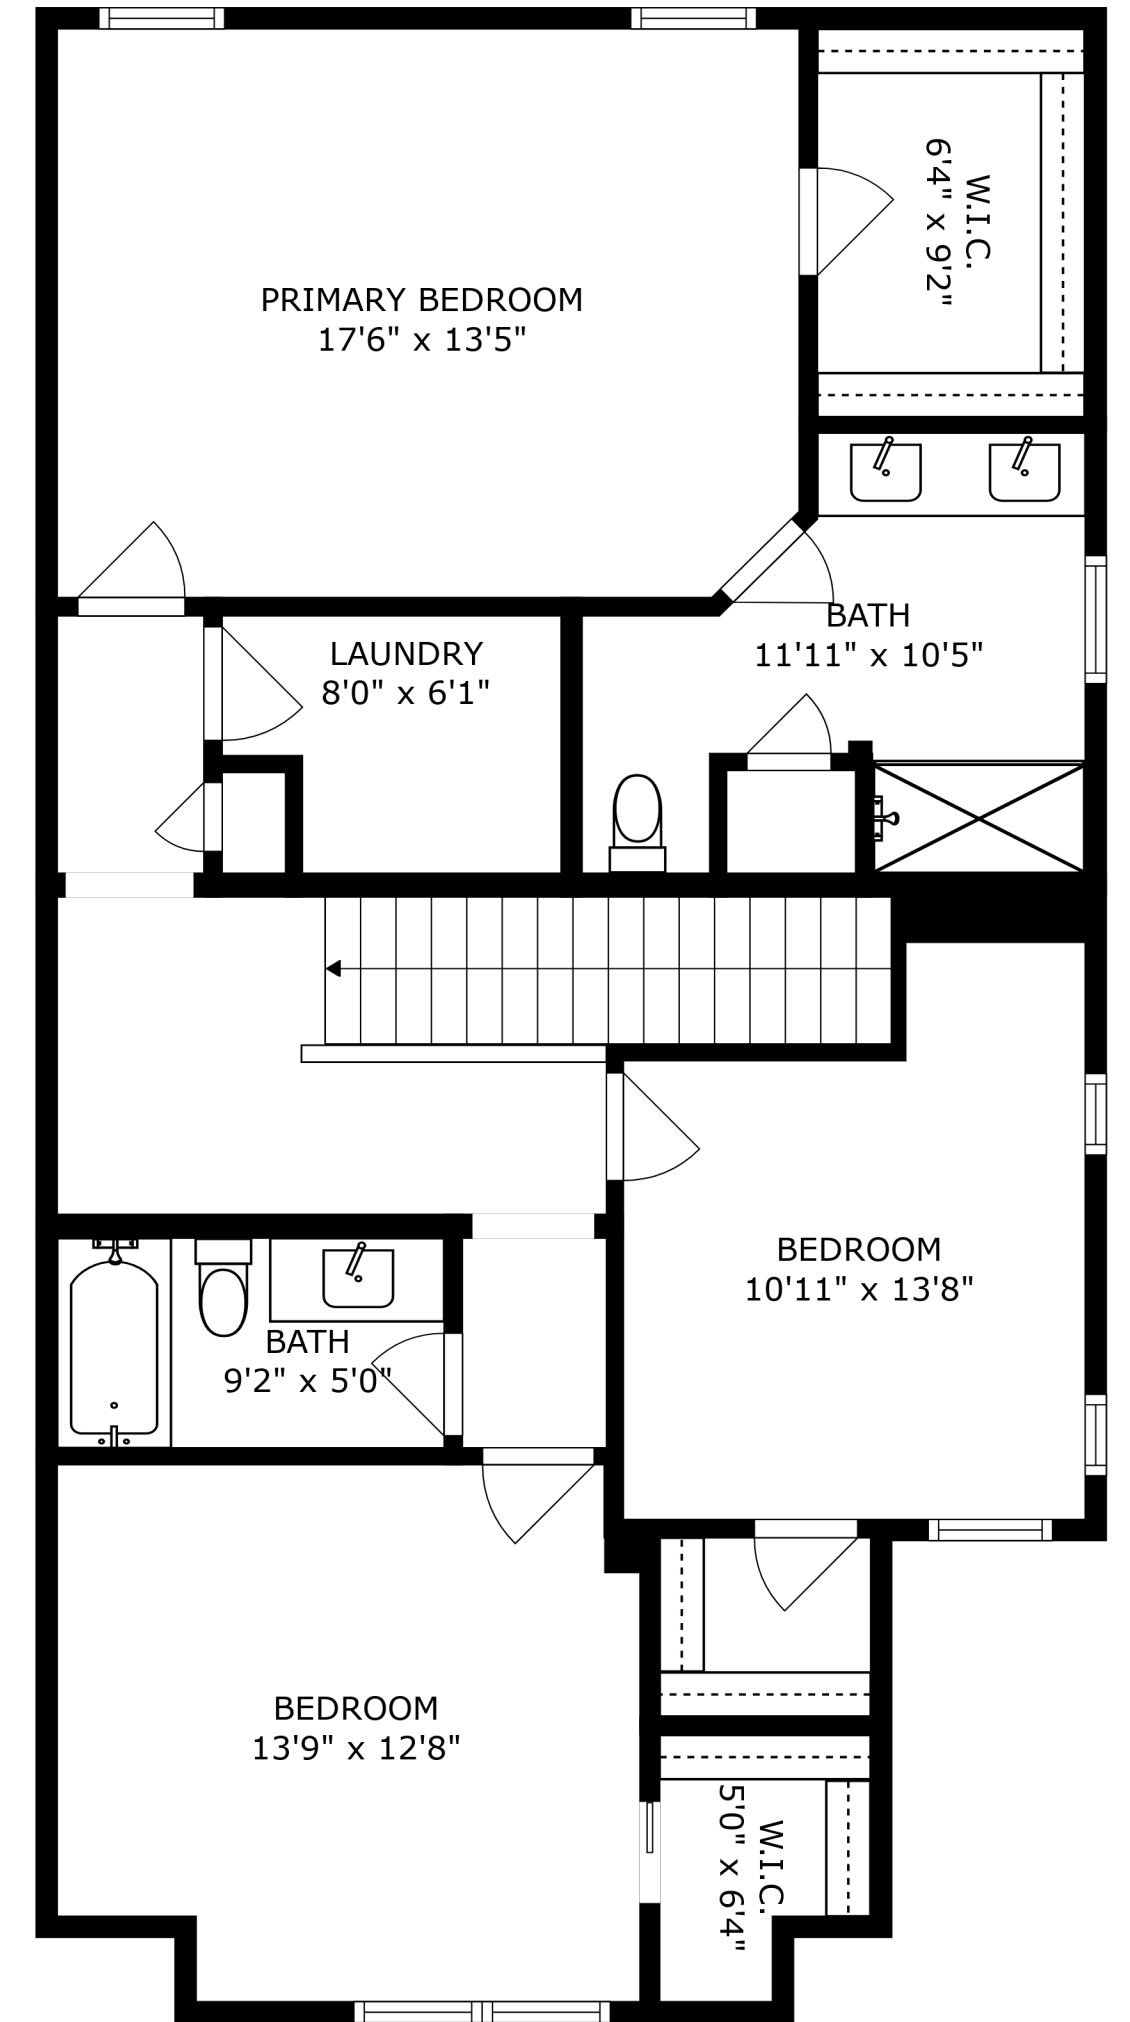 W.I.C.
6'4" x 9'2"
PRIMARY BEDROOM
17'6" x 13'5"
BATH
11'11" x 10'5"
LAUNDRY
8'0" x 6'1"
BEDROOM
10'11" x 13'8"
BATH
9'2" x 5'0"
BEDROOM
13'9" x 12'8"
W.I.C.
5'0" x 6'4"